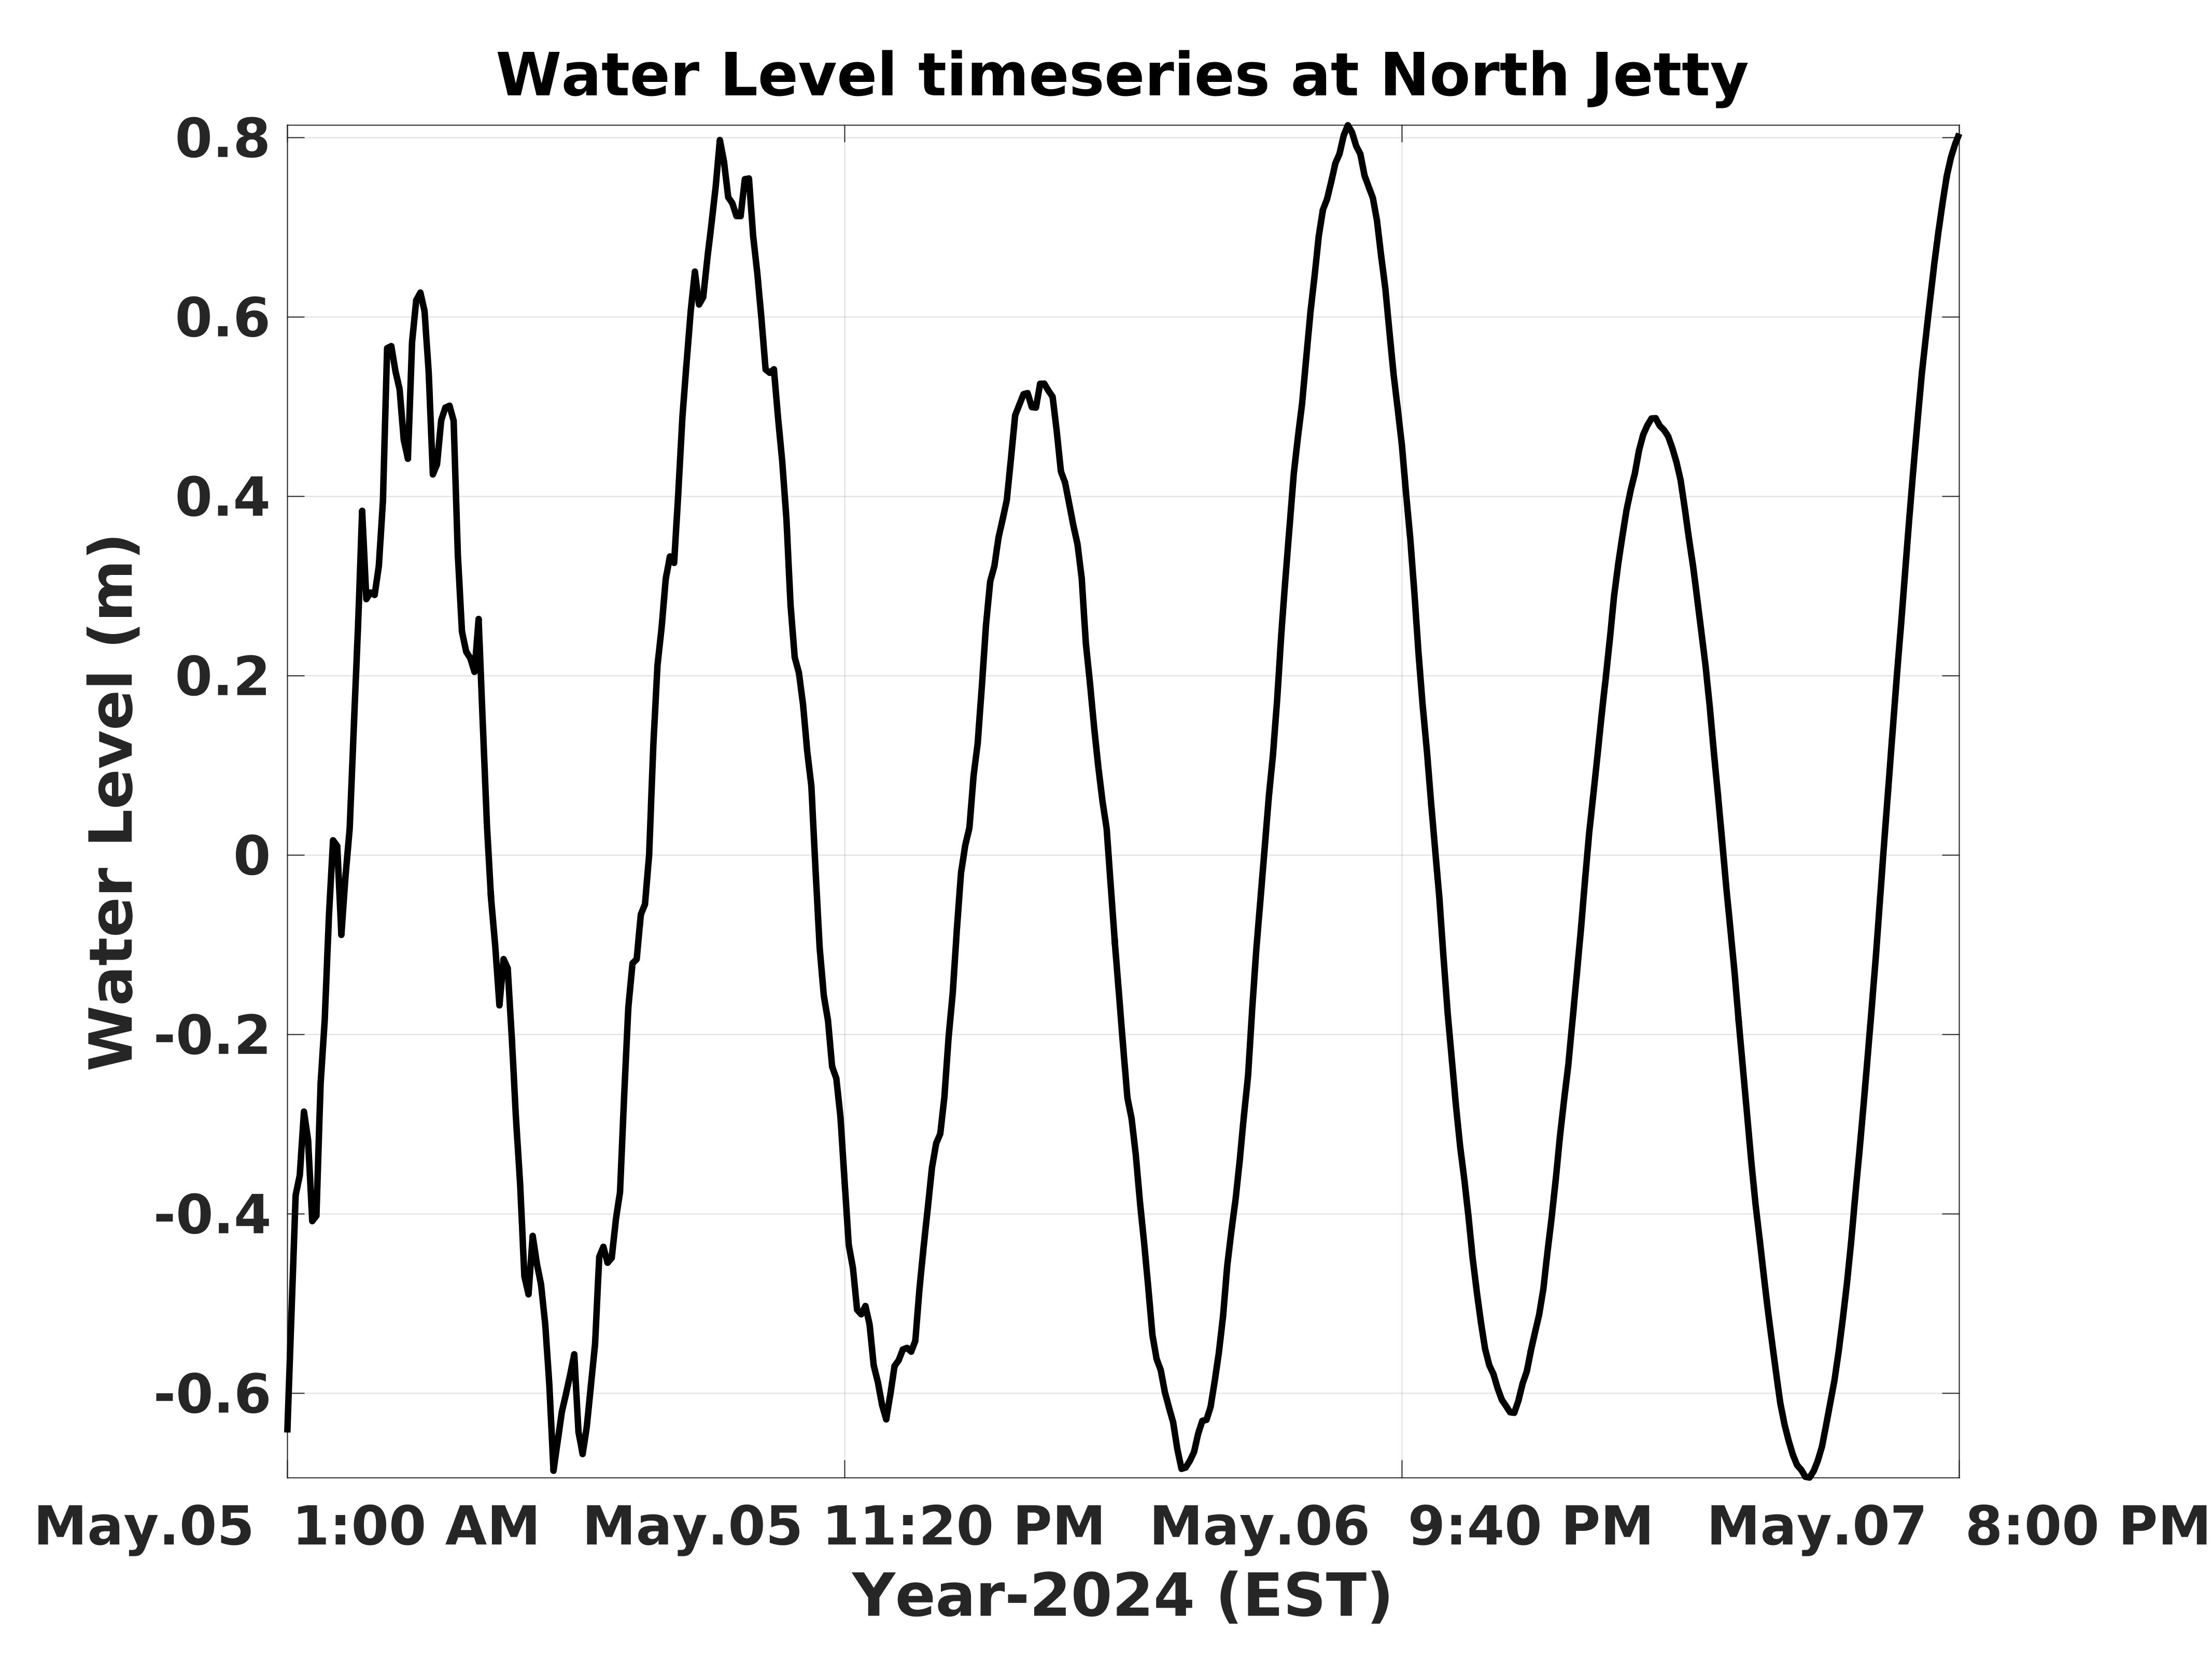 Water Level timeseries at North Jetty
0.8
0.6
0.4
0.2
0
-0.2
-0.4
-0.6
Water Level (m)
May.05 1:00 AM May.05 11:20 PM May.06 9:40 PM May.07 8:00 PM
Year-2024 (EST)